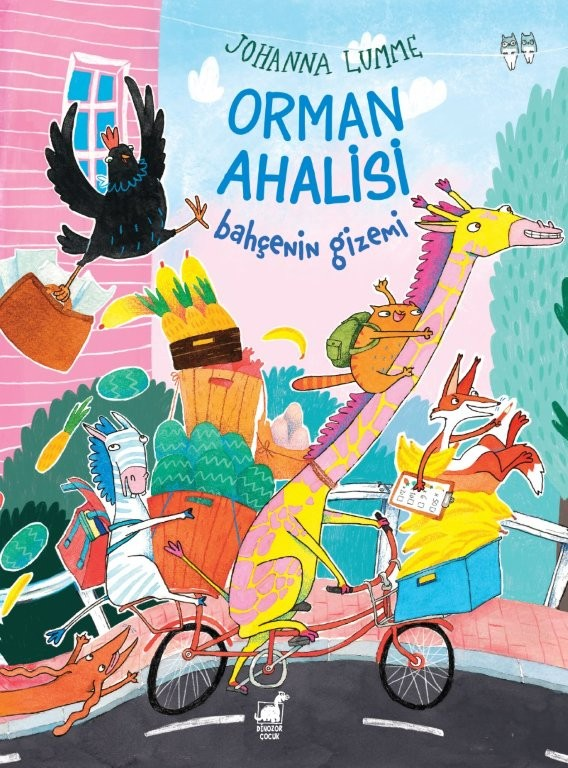 JOHANNA LUMME
ORMAN
AHALİSİ
bahçenin gizemi
DİNOZOR
ÇOCUK